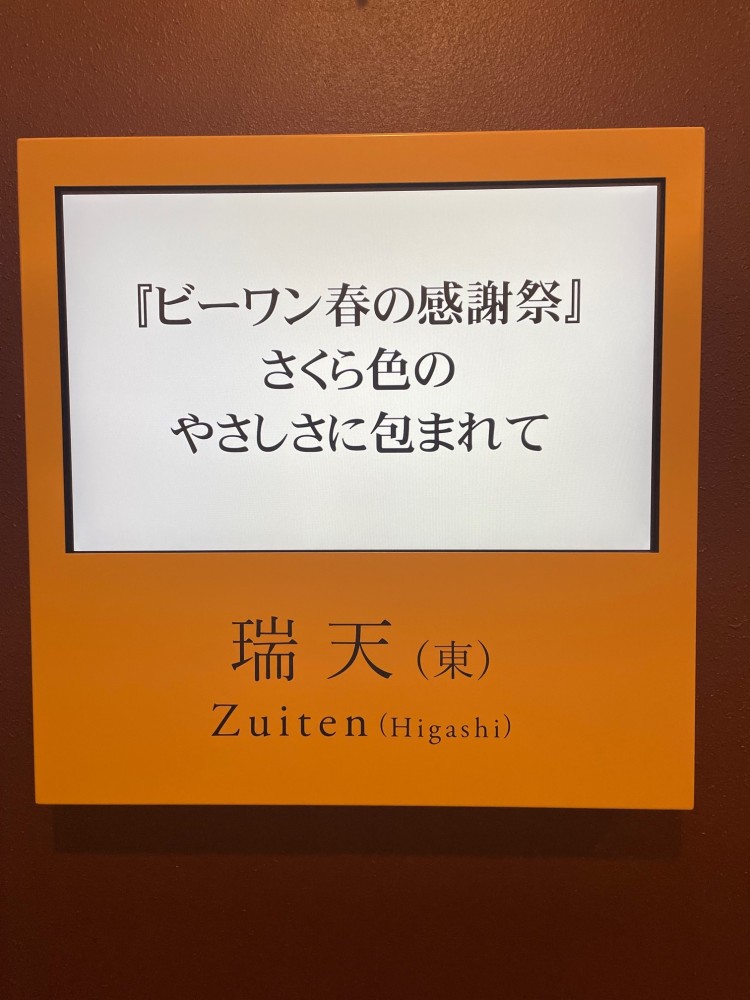 『ビーワン春の感謝祭』
さくら色の
やさしさに包まれて
瑞天（東）
Zuiten（Higashi）